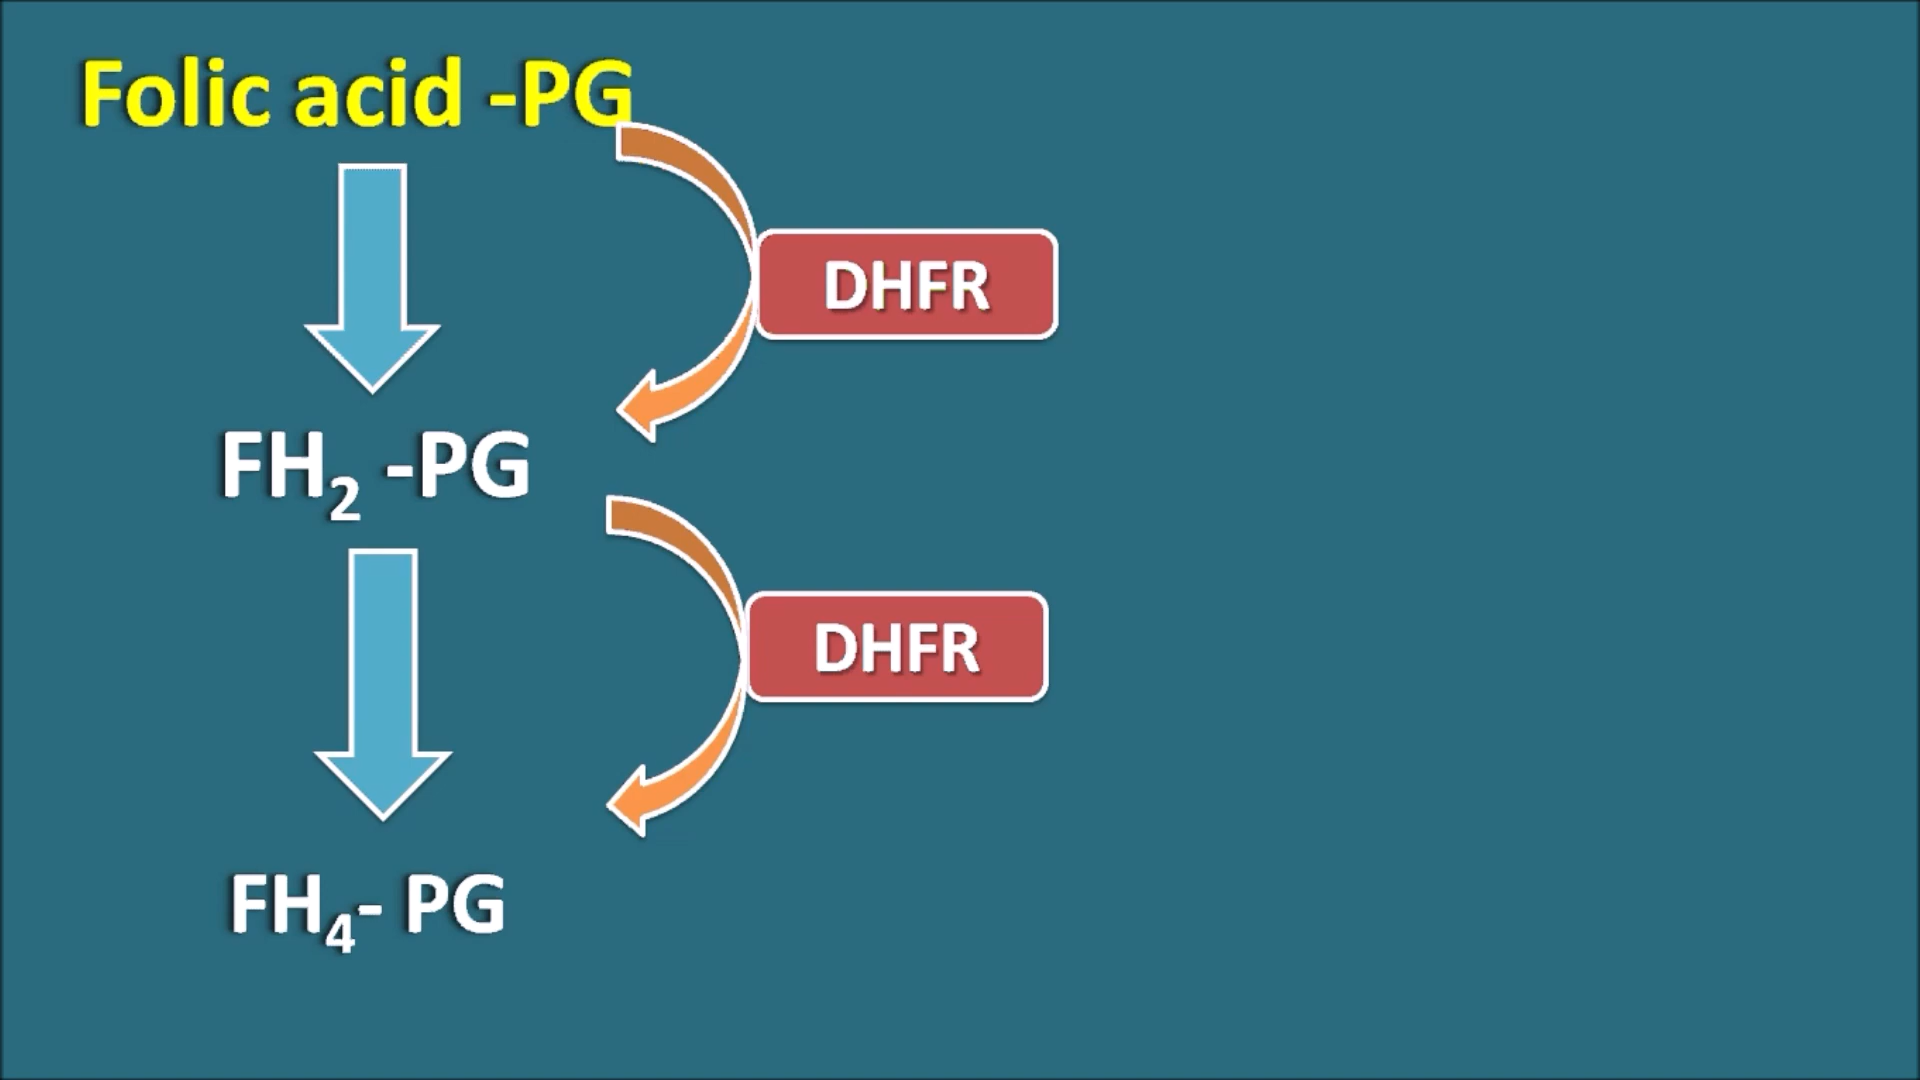 Folic acid -PG
DHFR
FH₂ -PG
DHFR
FH₄- PG